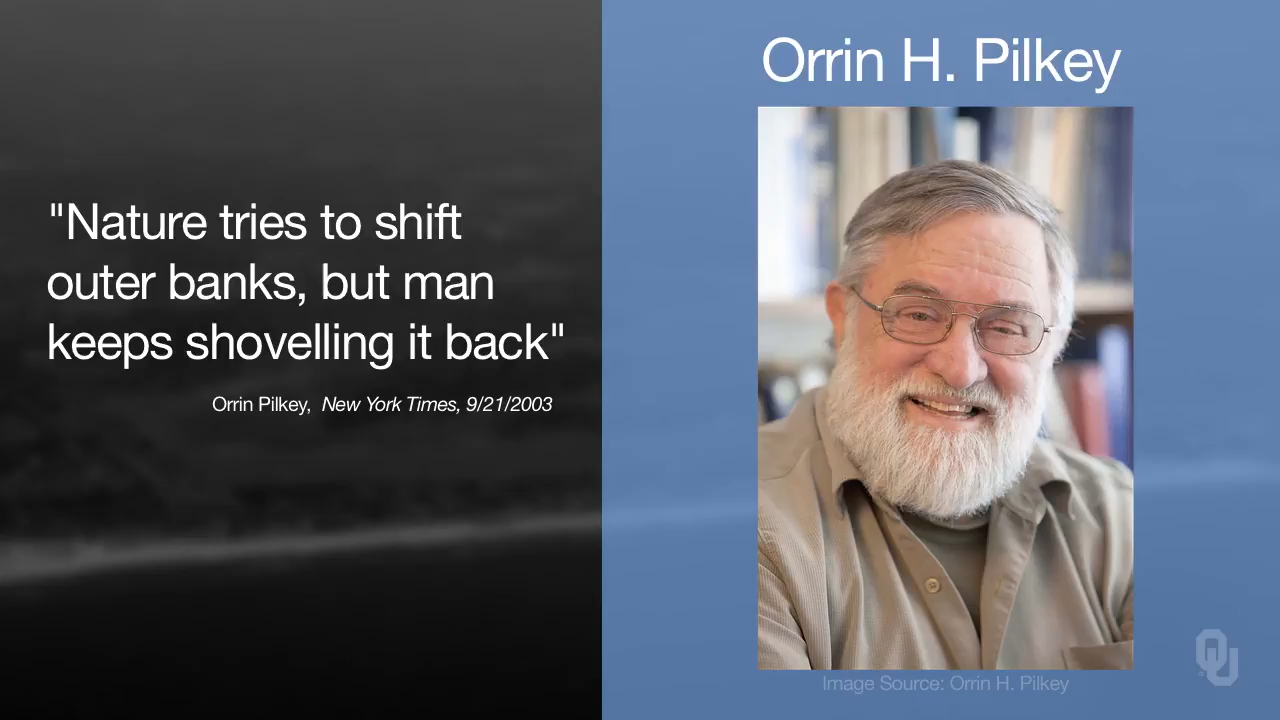 "Nature tries to shift
outer banks, but man
keeps shovelling it back"
Orrin Pilkey, New York Times, 9/21/2003
Orrin H. Pilkey
Image Source: Orrin H. Pilkey
OU